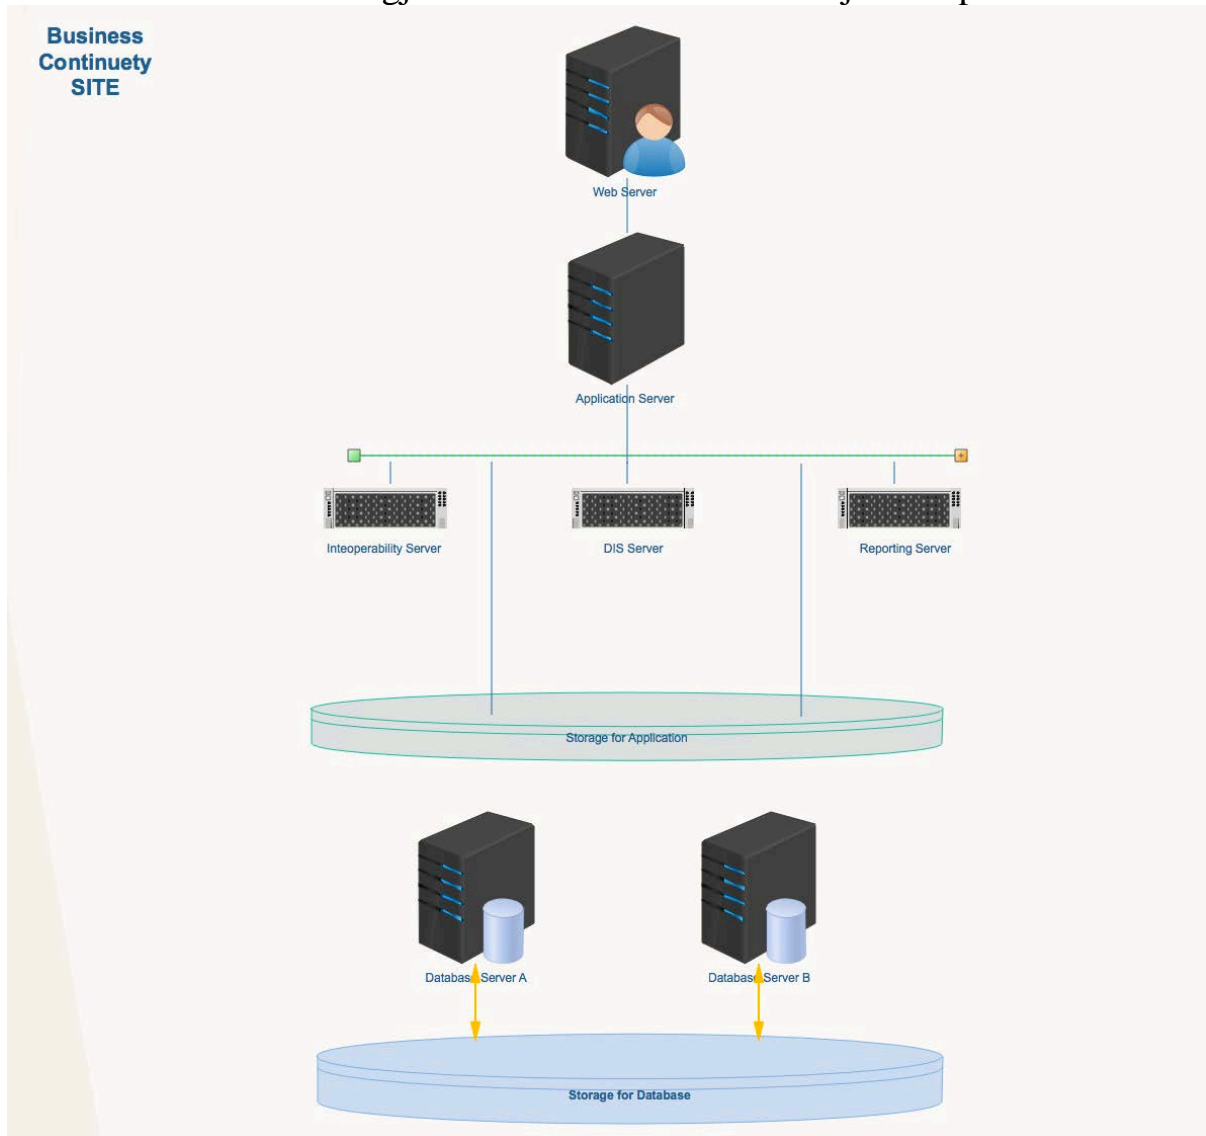 Business
Continuety
SITE
Web Server
Application Server
Inteoperability Server
DIS Server
Reporting Server
Storage for Application
Database Server A
Database Server B
Storage for Database